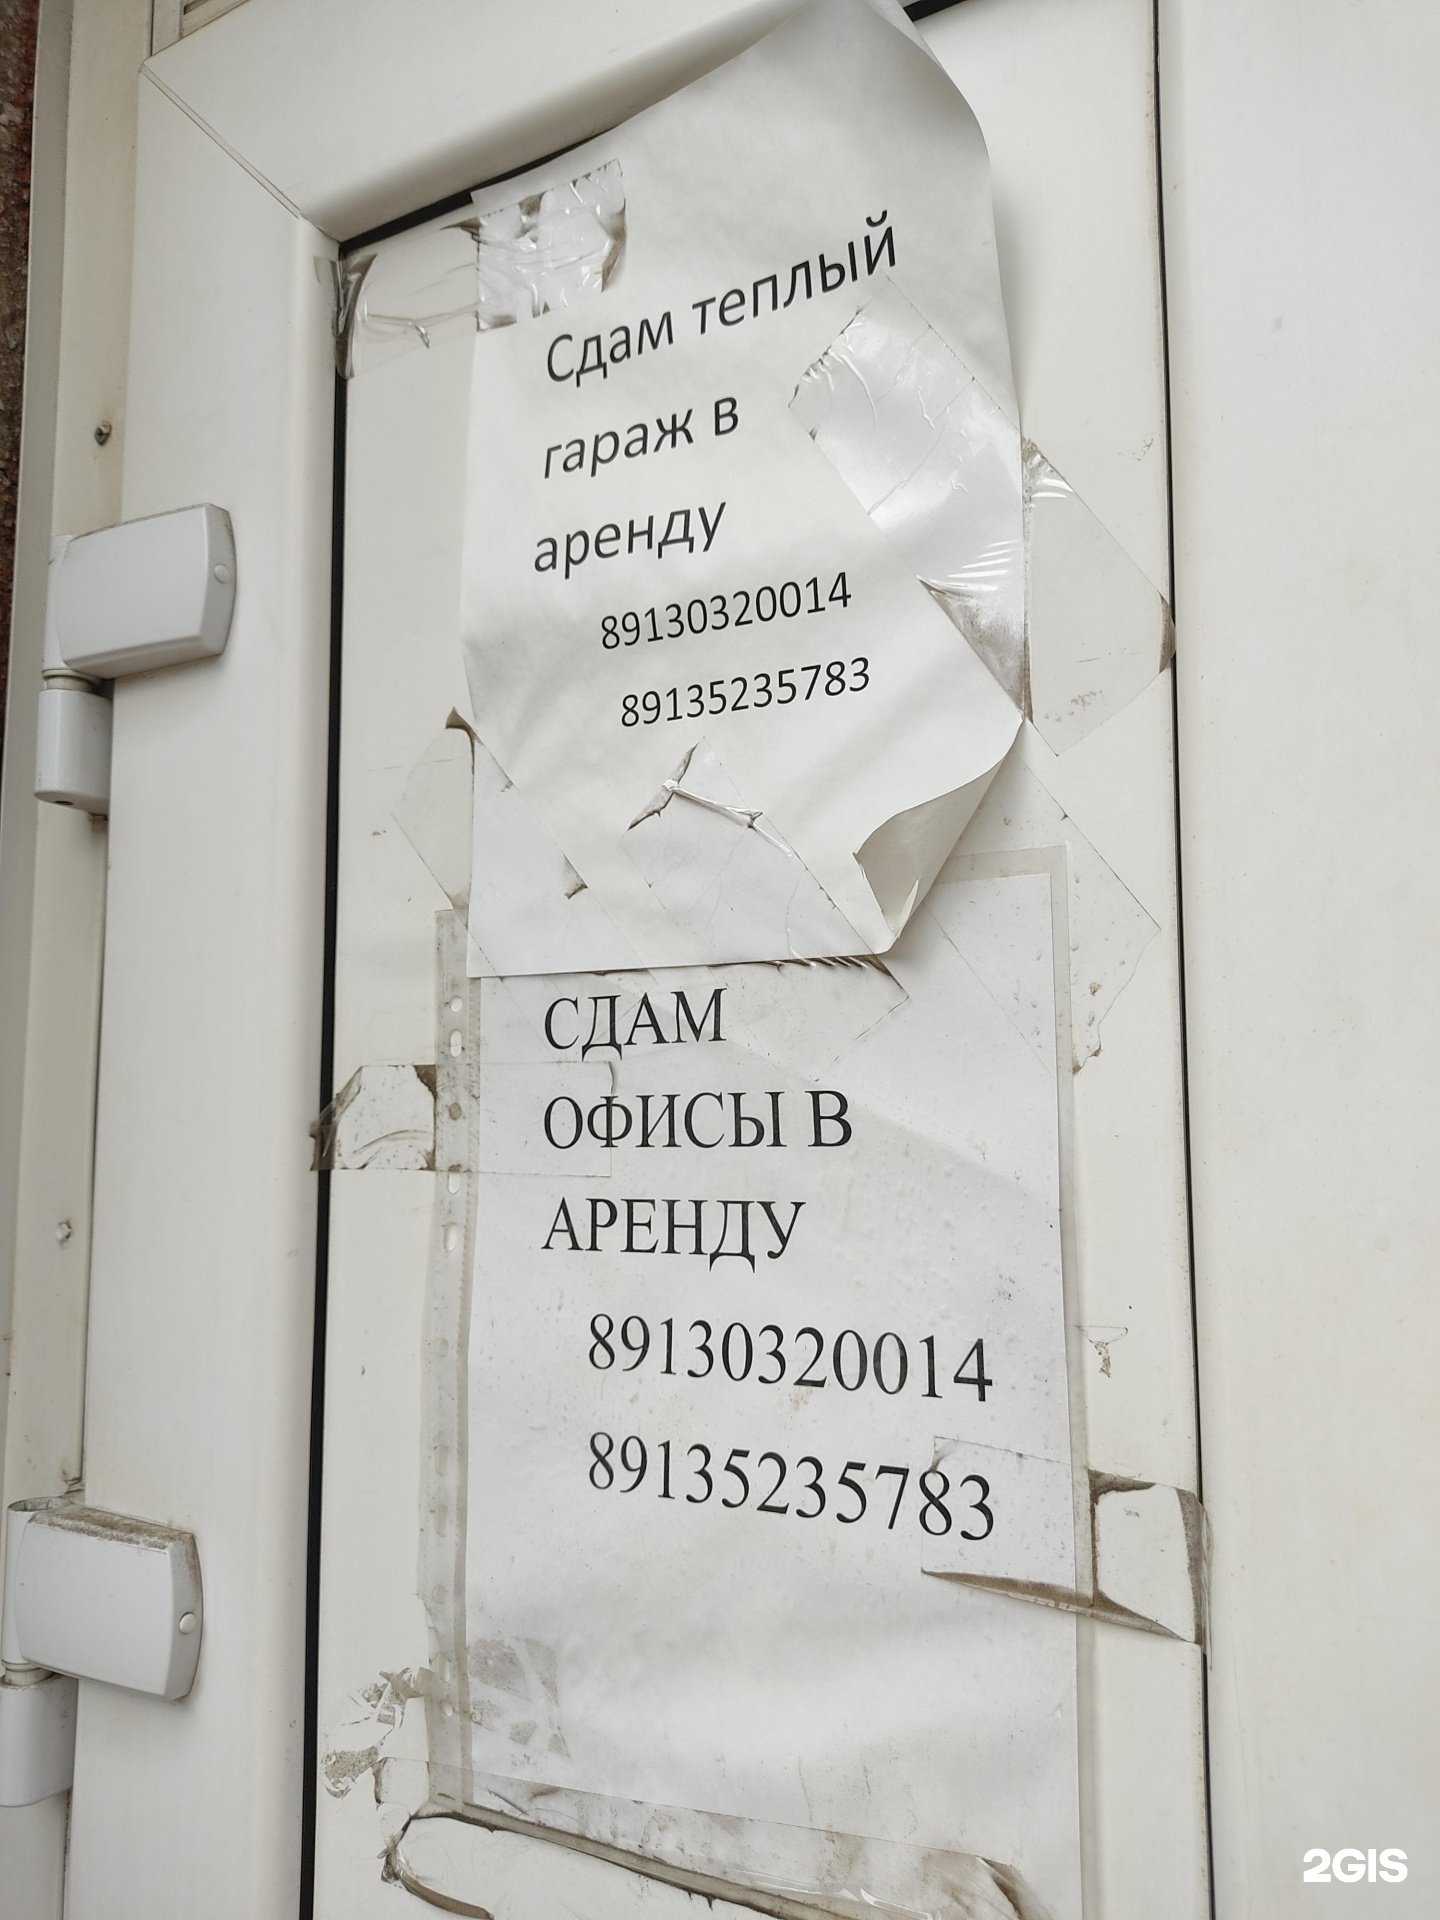 Сдам теплый
гараж в
аренду
89130320014
89135235783
СДАМ
ОФИСЫ В
АРЕНДУ
89130320014
89135235783
2GIS